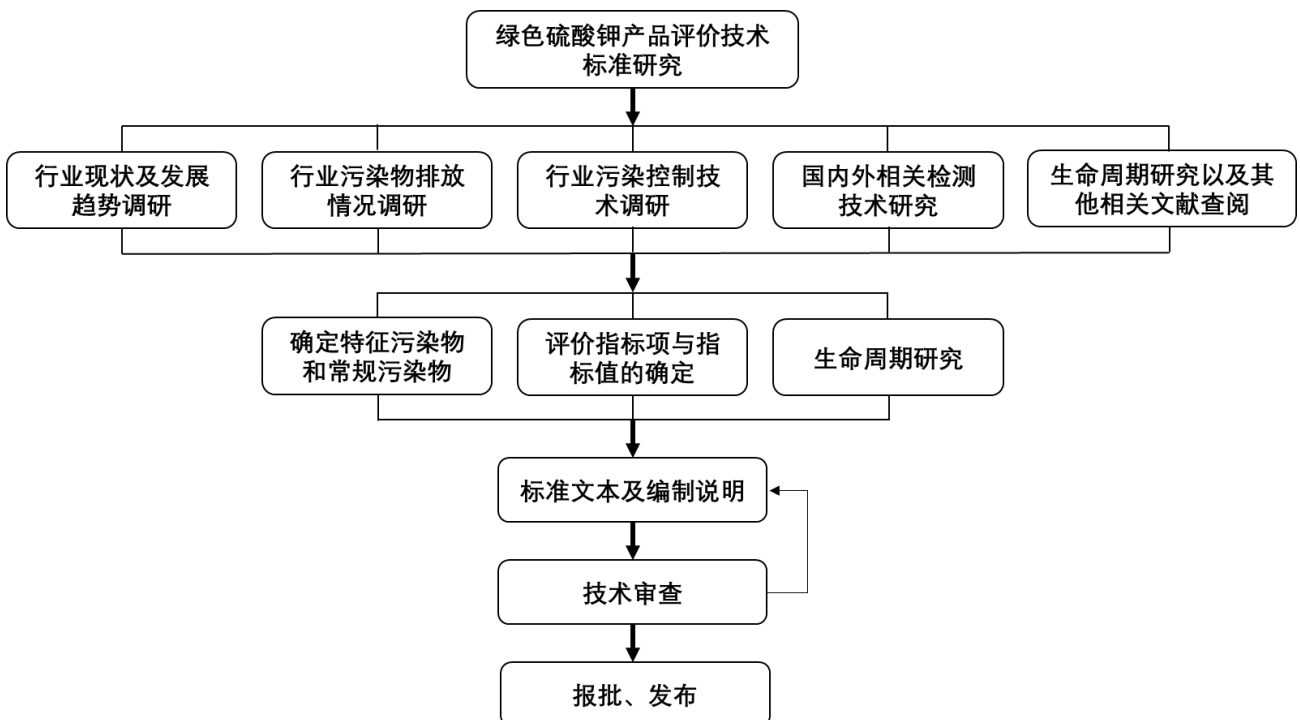 绿色硫酸钾产品评价技术
标准研究
行业现状及发展
趋势调研
行业污染物排放
情况调研
行业污染控制技
术调研
国内外相关检测
技术研究
生命周期研究以及其
他相关文献查阅
确定特征污染物
和常规污染物
评价指标项与指
标值的确定
生命周期研究
标准文本及编制说明
技术审查
报批、发布